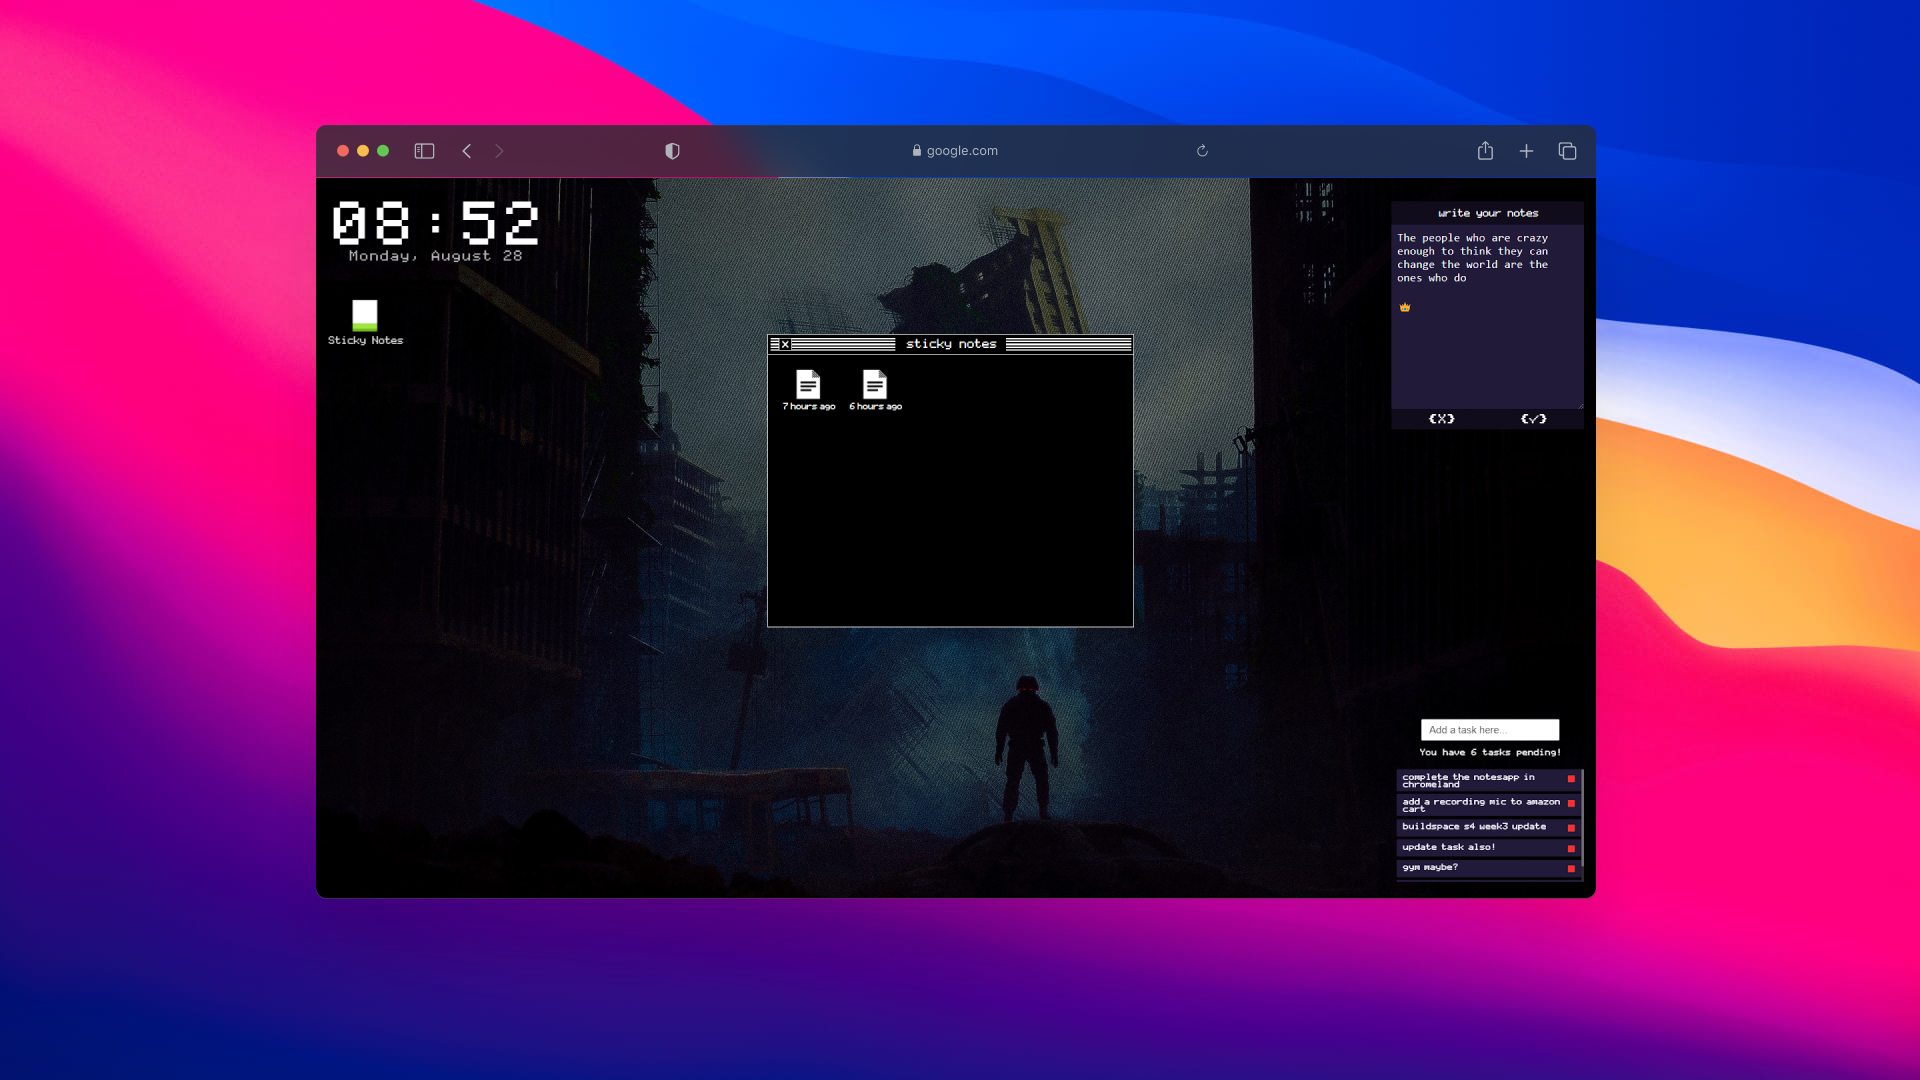 google.com
08:52
Monday, August 28
Sticky Notes
x sticky notes
7 hours ago 6 hours ago
write your notes
The people who are crazy
enough to think they can
change the world are the
ones who do
{X} {✓}
Add a task here...
You have 6 tasks pending!
complete the notesapp in
chromeland
add a recording mic to amazon
cart
buildspace s4 week3 update
update task also!
gym maybe?